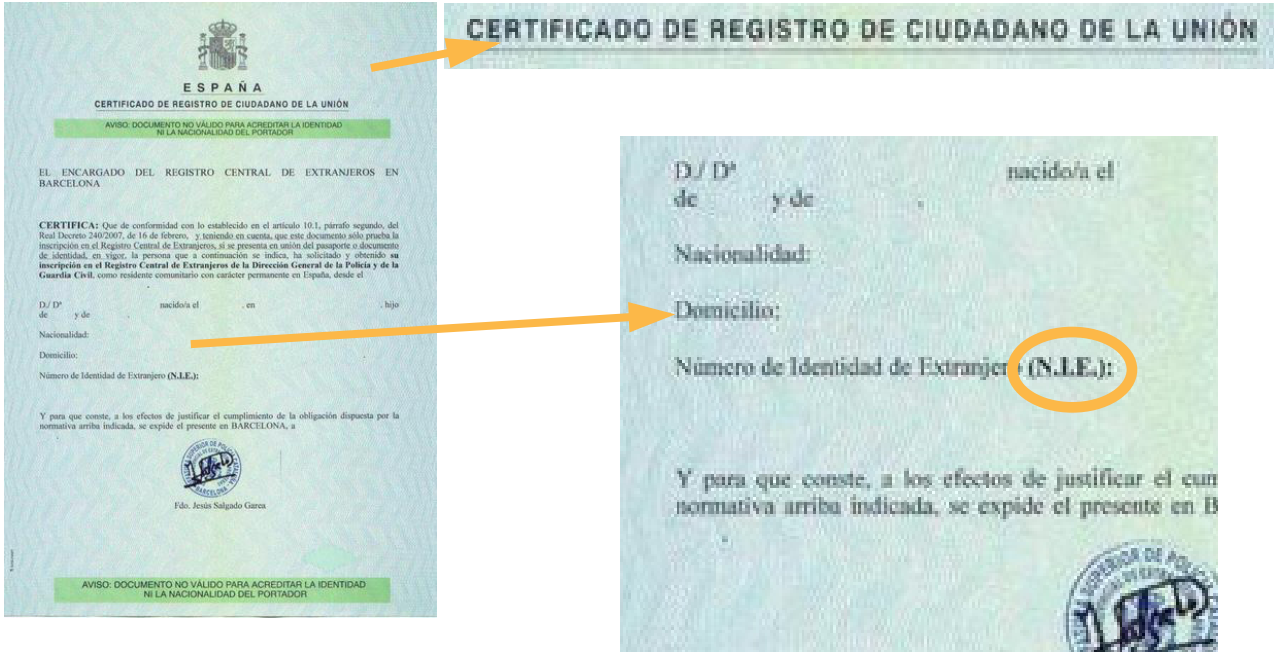 ESPAÑA
CERTIFICADO DE REGISTRO DE CIUDADANO DE LA UNIÓN
AVISO: DOCUMENTO NO VÁLIDO PARA ACREDITAR LA IDENTIDAD
NI LA NACIONALIDAD DEL PORTADOR
EL ENCARGADO DEL REGISTRO CENTRAL DE EXTRANJEROS EN
BARCELONA
CERTIFICA: Que de conformidad con lo establecido en el artículo 10.1, párrafo segundo, del
Real Decreto 240/2007, de 16 de febrero, y teniendo en cuenta, que este documento sólo prueba la
inscripción en el Registro Central de Extranjeros, si se presenta en unión del pasaporte o documento
de identidad, en vigor, la persona que a continuación se indica, ha solicitado y obtenido su
inscripción en el Registro Central de Extranjeros de la Dirección General de la Policía y de la
Guardia Civil, como residente comunitario con carácter permanente en España, desde el
D./ Dª nacido/a el , en , hijo
de y de ,
Nacionalidad:
Domicilio:
Número de Identidad de Extranjero (N.I.E.):
Y para que conste, a los efectos de justificar el cumplimiento de la obligación dispuesta por la
normativa arriba indicada, se expide el presente en BARCELONA, a
BARCELONA
Fdo. Jesús Salgado Garea
AVISO: DOCUMENTO NO VÁLIDO PARA ACREDITAR LA IDENTIDAD
NI LA NACIONALIDAD DEL PORTADOR
CERTIFICADO DE REGISTRO DE CIUDADANO DE LA UNIÓN
D./ Dª nacido/a el
de y de ,
Nacionalidad:
Domicilio:
Número de Identidad de Extranjero (N.I.E.):
Y para que conste, a los efectos de justificar el cum
normativa arriba indicada, se expide el presente en B
SUPERIOR DE